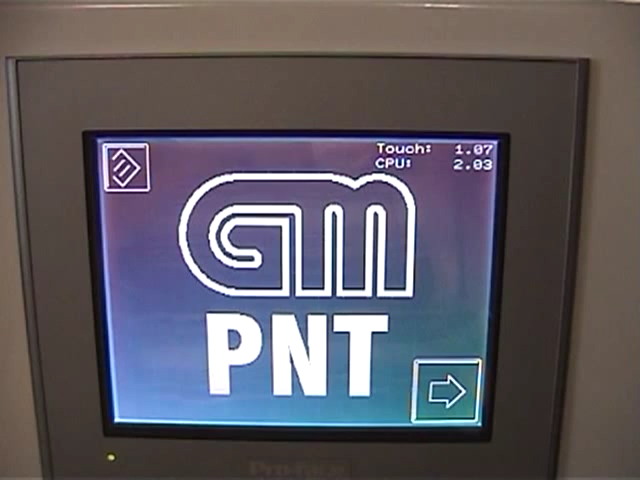 Touch: 1.07
CPU: 2.03
GM
PNT
Pro-face